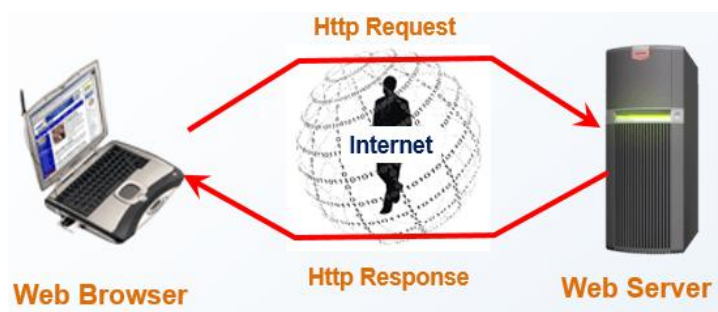 Http Request
Internet
Http Response
Web Browser
Web Server